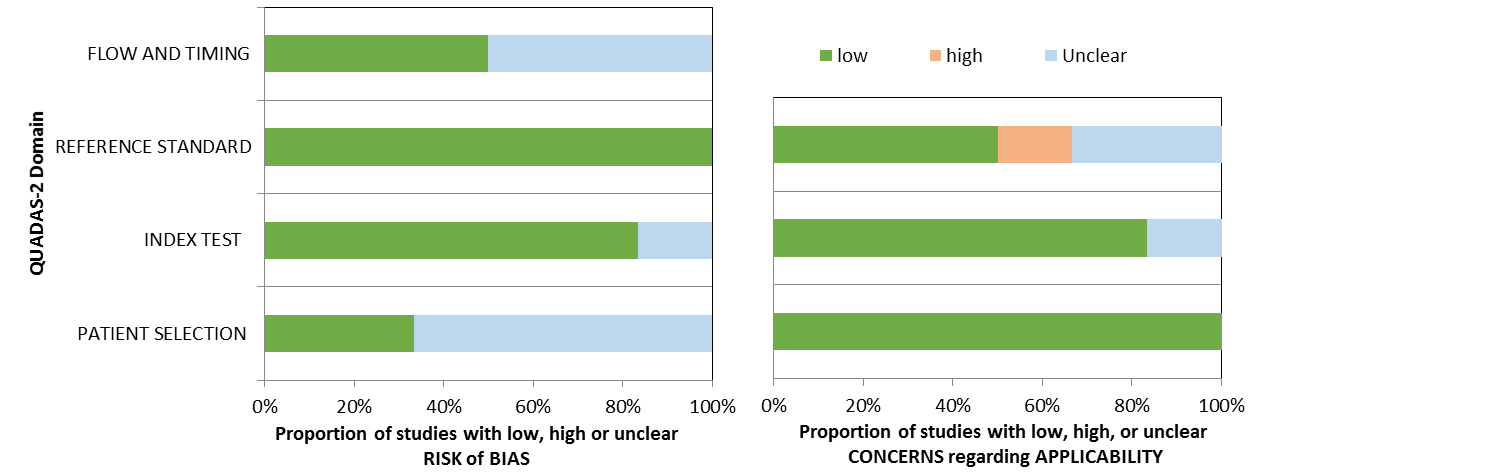 QUADAS-2 Domain
FLOW AND TIMING
REFERENCE STANDARD
INDEX TEST
PATIENT SELECTION
0% 20% 40% 60% 80% 100%
Proportion of studies with low, high or unclear
RISK of BIAS
low high Unclear
0% 20% 40% 60% 80% 100%
Proportion of studies with low, high, or unclear
CONCERNS regarding APPLICABILITY